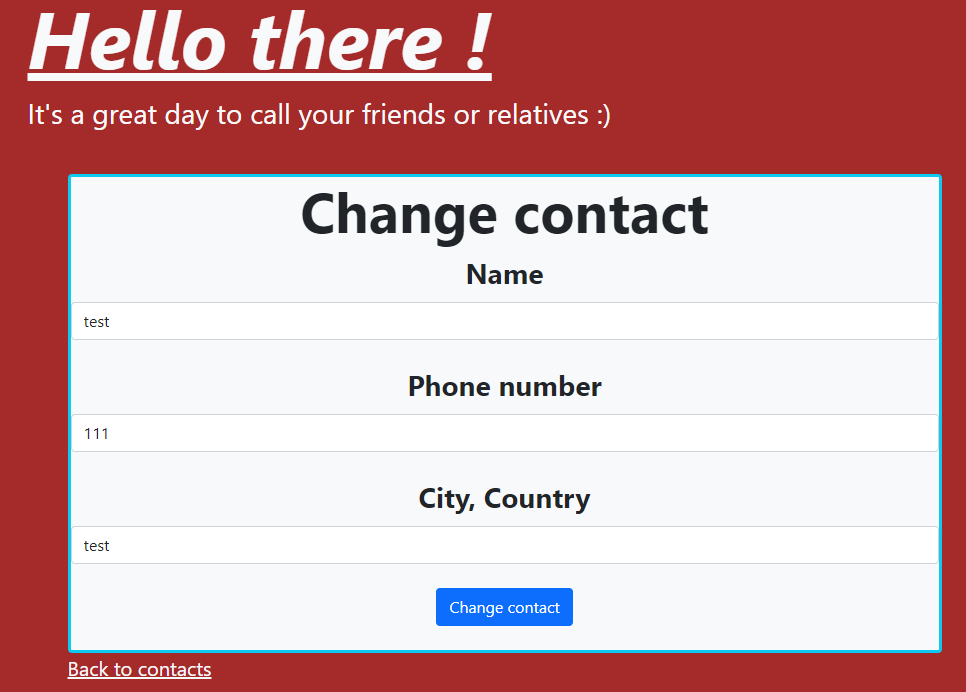 Hello there !
It's a great day to call your friends or relatives :)
Change contact
Name
test
Phone number
111
City, Country
test
Change contact
Back to contacts